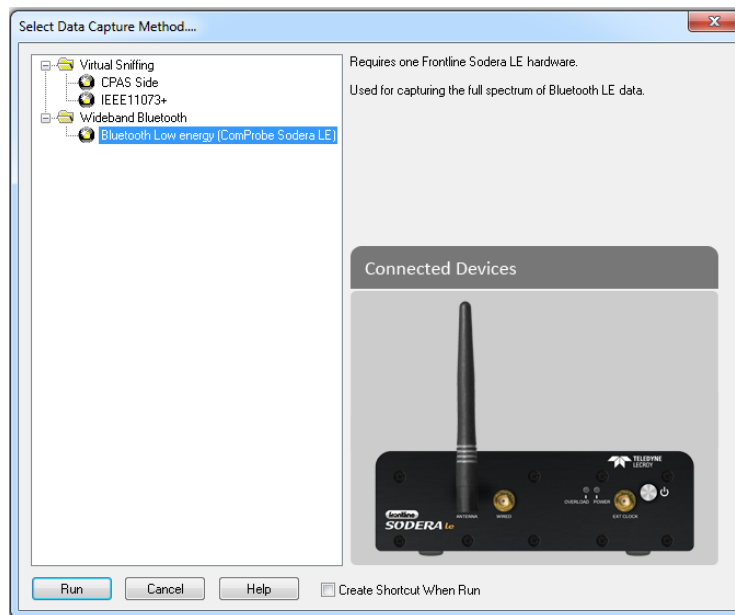 Select Data Capture Method....
Virtual Sniffing
CPAS Side
IEEE11073+
Wideband Bluetooth
Bluetooth Low energy (ComProbe Sodera LE)
Requires one Frontline Sodera LE hardware.
Used for capturing the full spectrum of Bluetooth LE data.
Connected Devices
TELEDYNE
LECROY
OVERLOAD POWER
ANTENNA WIRED EXT CLOCK
frontline
SODERA le
Run Cancel Help Create Shortcut When Run